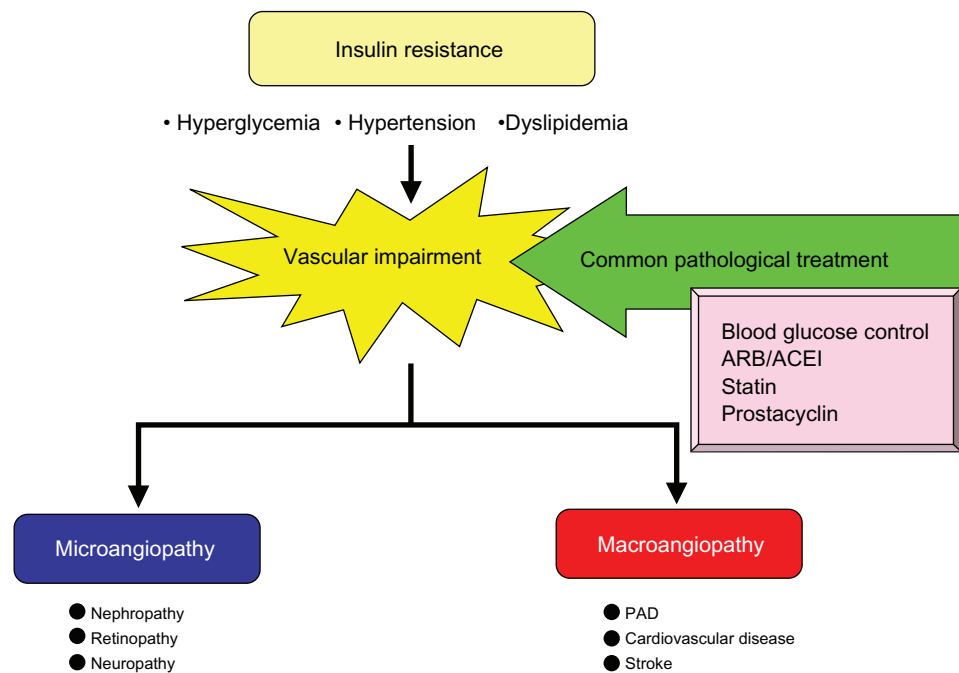 Insulin resistance
• Hyperglycemia • Hypertension •Dyslipidemia
Vascular impairment
Common pathological treatment
Blood glucose control
ARB/ACEI
Statin
Prostacyclin
Microangiopathy
● Nephropathy
● Retinopathy
● Neuropathy
Macroangiopathy
● PAD
● Cardiovascular disease
● Stroke